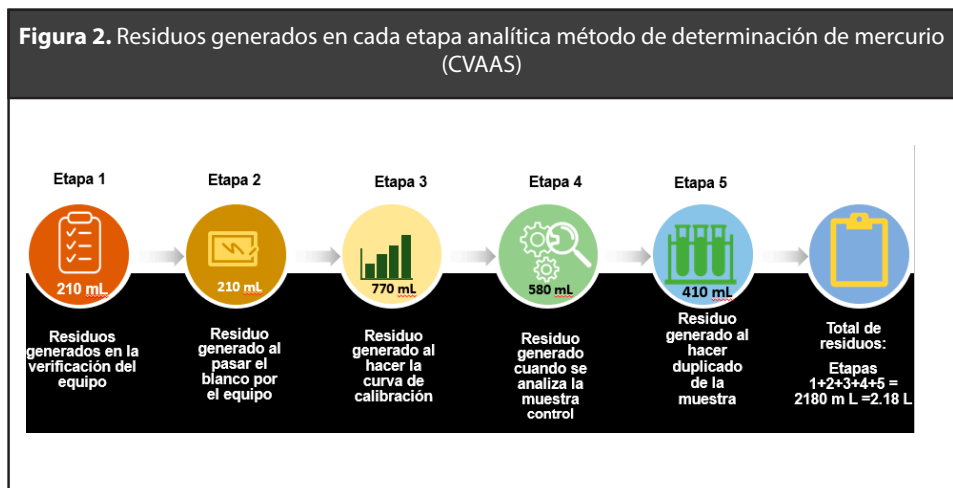 Figura 2. Residuos generados en cada etapa analítica método de determinación de mercurio
(CVAAS)
Etapa 1
Etapa 2
Etapa 3
Etapa 4
Etapa 5
210 mL
210 mL
770 mL
580 mL
410 mL
Residuos
generados en la
verificación del
equipo
Residuo
generado al
pasar el
blanco por
el equipo
Residuo
generado al
hacer la
curva de
calibración
Residuo
generado
cuando se
analiza la
muestra
control
Residuo
generado al
hacer
duplicado
de la
muestra
Total de
residuos:
Etapas
1+2+3+4+5 =
2180 m L =2.18 L